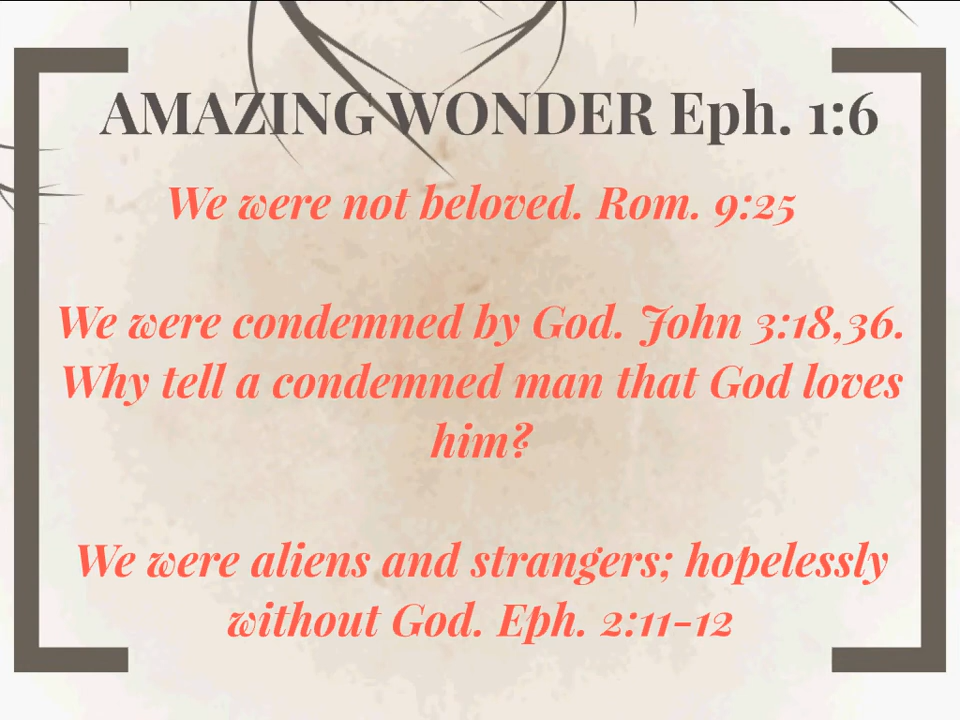 AMAZING WONDER Eph. 1:6
We were not beloved. Rom. 9:25
We were condemned by God. John 3:18,36.
Why tell a condemned man that God loves
him?
We were aliens and strangers; hopelessly
without God. Eph. 2:11-12